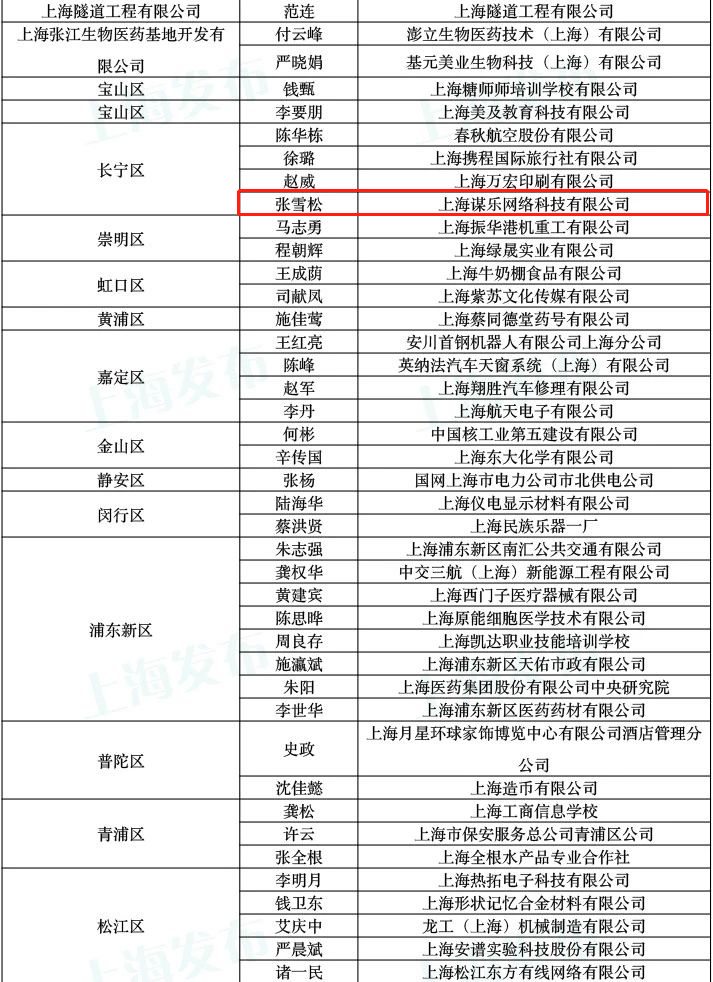 上海隧道工程有限公司 范连 上海隧道工程有限公司
上海张江生物医药基地开发有限公司 付云峰 澎立生物医药技术（上海）有限公司
严晓娟 基元美业生物科技（上海）有限公司
宝山区 钱甄 上海糖师师培训学校有限公司
宝山区 李要朋 上海美及教育科技有限公司
长宁区 陈华栋 春秋航空股份有限公司
徐璐 上海携程国际旅行社有限公司
赵威 上海万宏印刷有限公司
张雪松 上海谋乐网络科技有限公司
崇明区 马志勇 上海振华港机重工有限公司
程朝辉 上海绿晟实业有限公司
虹口区 王成荫 上海牛奶棚食品有限公司
司献凤 上海紫苏文化传媒有限公司
黄浦区 施佳莺 上海蔡同德堂药号有限公司
嘉定区 王红亮 安川首钢机器人有限公司上海分公司
陈峰 英纳法汽车天窗系统（上海）有限公司
赵军 上海翔胜汽车修理有限公司
李丹 上海航天电子有限公司
金山区 何彬 中国核工业第五建设有限公司
辛传国 上海东大化学有限公司
静安区 张杨 国网上海市电力公司市北供电公司
闵行区 陆海华 上海仪电显示材料有限公司
蔡洪贤 上海民族乐器一厂
浦东新区 朱志强 上海浦东新区南汇公共交通有限公司
龚权华 中交三航（上海）新能源工程有限公司
黄建宾 上海西门子医疗器械有限公司
陈思晔 上海原能细胞医学技术有限公司
周良存 上海凯达职业技能培训学校
施瀛斌 上海浦东新区天佑市政有限公司
朱阳 上海医药集团股份有限公司中央研究院
李世华 上海浦东新区医药药材有限公司
普陀区 史政 上海月星环球家饰博览中心有限公司酒店管理分公司
沈佳懿 上海造币有限公司
青浦区 龚松 上海工商信息学校
许云 上海市保安服务总公司青浦区公司
张全根 上海全根水产品专业合作社
松江区 李明月 上海热拓电子科技有限公司
钱卫东 上海形状记忆合金材料有限公司
艾庆中 龙工（上海）机械制造有限公司
严晨斌 上海安谱实验科技股份有限公司
诸一民 上海松江东方有线网络有限公司
上海发布
上海发布
上海发布
上海发布